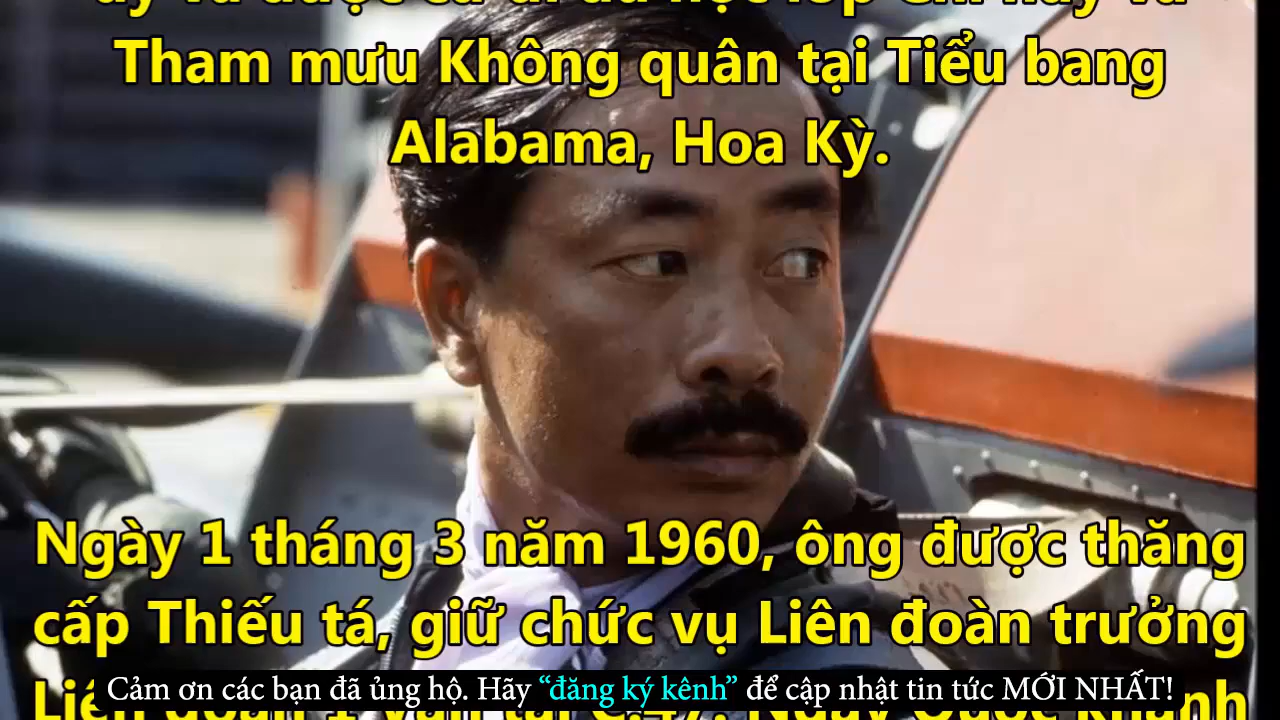 Tham mưu Không quân tại Tiểu bang
Alabama, Hoa Kỳ.
Ngày 1 tháng 3 năm 1960, ông được thăng
cấp Thiếu tá, giữ chức vụ Liên đoàn trưởng
Cảm ơn các bạn đã ủng hộ. Hãy “đăng ký kênh” để cập nhật tin tức MỚI NHẤT!